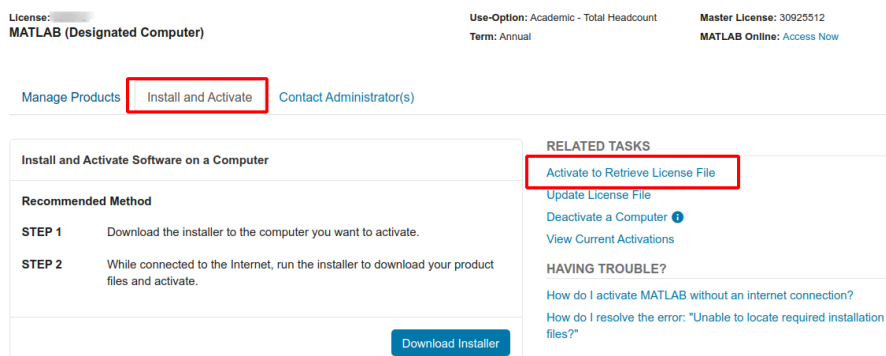 License:
MATLAB (Designated Computer)
Use-Option: Academic - Total Headcount
Term: Annual
Master License: 30925512
MATLAB Online: Access Now
Manage Products
Install and Activate
Contact Administrator(s)
Install and Activate Software on a Computer
Recommended Method
STEP 1 Download the installer to the computer you want to activate.
STEP 2 While connected to the Internet, run the installer to download your product
files and activate.
Download Installer
RELATED TASKS
Activate to Retrieve License File
Update License File
Deactivate a Computer
View Current Activations
HAVING TROUBLE?
How do I activate MATLAB without an internet connection?
How do I resolve the error: "Unable to locate required installation
files?"